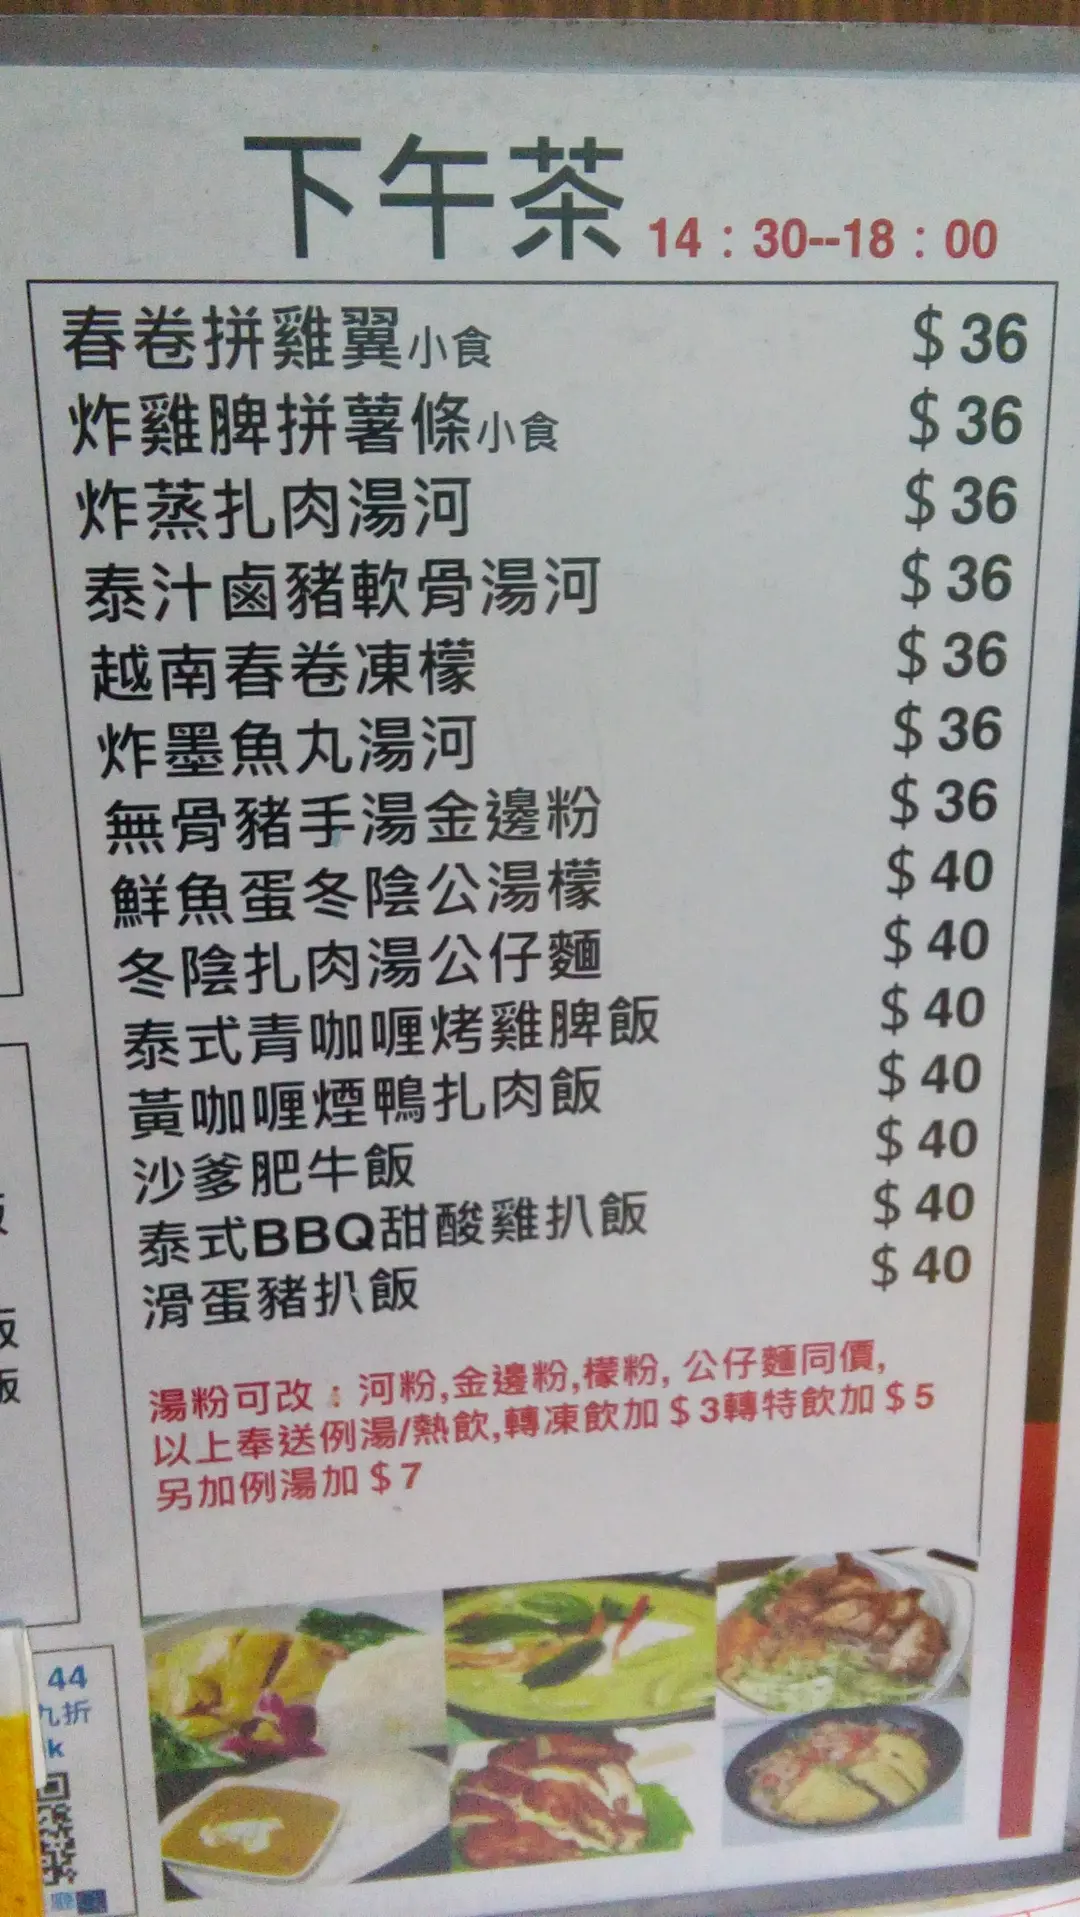 下午茶 14：30--18：00
春卷拼雞翼小食 $36
炸雞脾拼薯條小食 $36
炸蒸扎肉湯河 $36
泰汁鹵豬軟骨湯河 $36
越南春卷凍檬 $36
炸墨魚丸湯河 $36
無骨豬手湯金邊粉 $36
鮮魚蛋冬陰公湯檬 $40
冬陰扎肉湯公仔麵 $40
泰式青咖喱烤雞脾飯 $40
黃咖喱煙鴨扎肉飯 $40
沙爹肥牛飯 $40
泰式BBQ甜酸雞扒飯 $40
滑蛋豬扒飯 $40
湯粉可改：河粉,金邊粉,檬粉, 公仔麵同價,
以上奉送例湯/熱飲,轉凍飲加$3轉特飲加$5
另加例湯加$7
44
九折
k